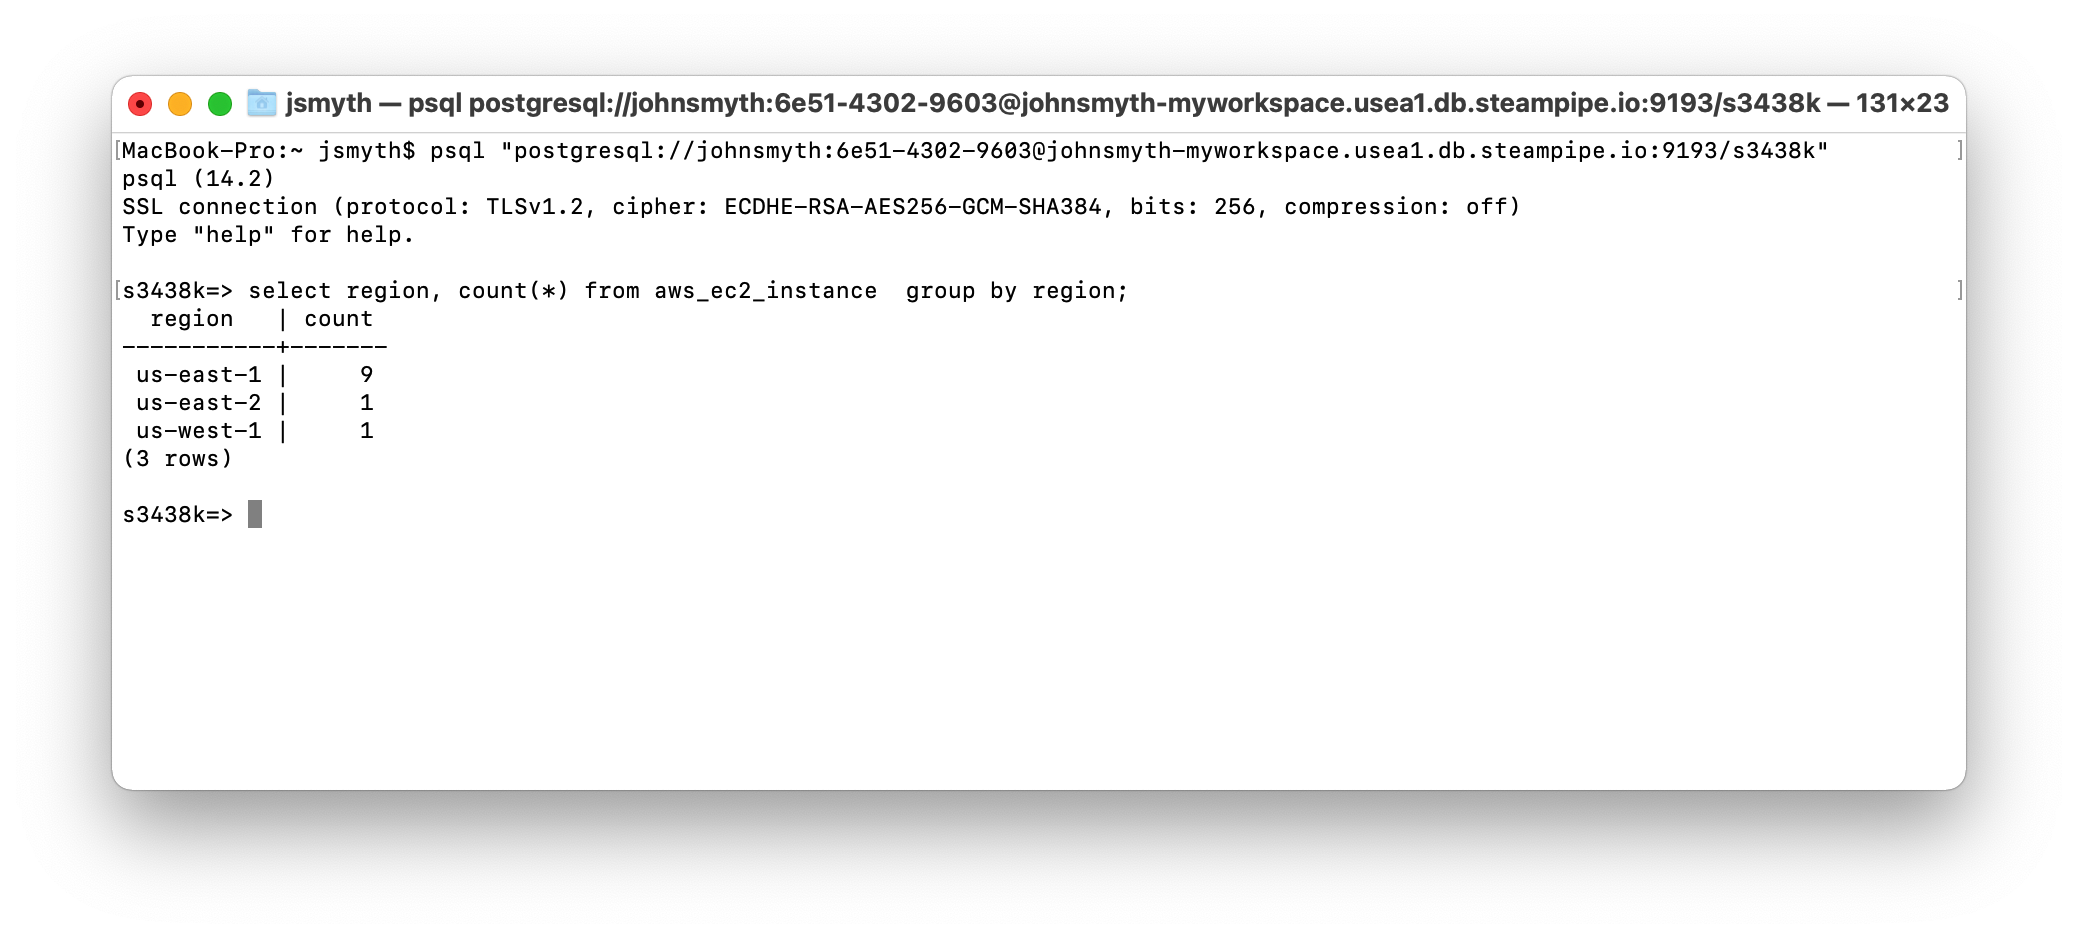 jsmyth — psql postgresql://johnsmyth:6e51-4302-9603@johnsmyth-myworkspace.usea1.db.steampipe.io:9193/s3438k — 131×23
[MacBook-Pro:~ jsmyth$ psql "postgresql://johnsmyth:6e51-4302-9603@johnsmyth-myworkspace.usea1.db.steampipe.io:9193/s3438k" ]
psql (14.2)
SSL connection (protocol: TLSv1.2, cipher: ECDHE-RSA-AES256-GCM-SHA384, bits: 256, compression: off)
Type "help" for help.

[s3438k=> select region, count(*) from aws_ec2_instance  group by region; ]
  region   | count
-----------+-------
 us-east-1 |     9
 us-east-2 |     1
 us-west-1 |     1
(3 rows)

s3438k=>